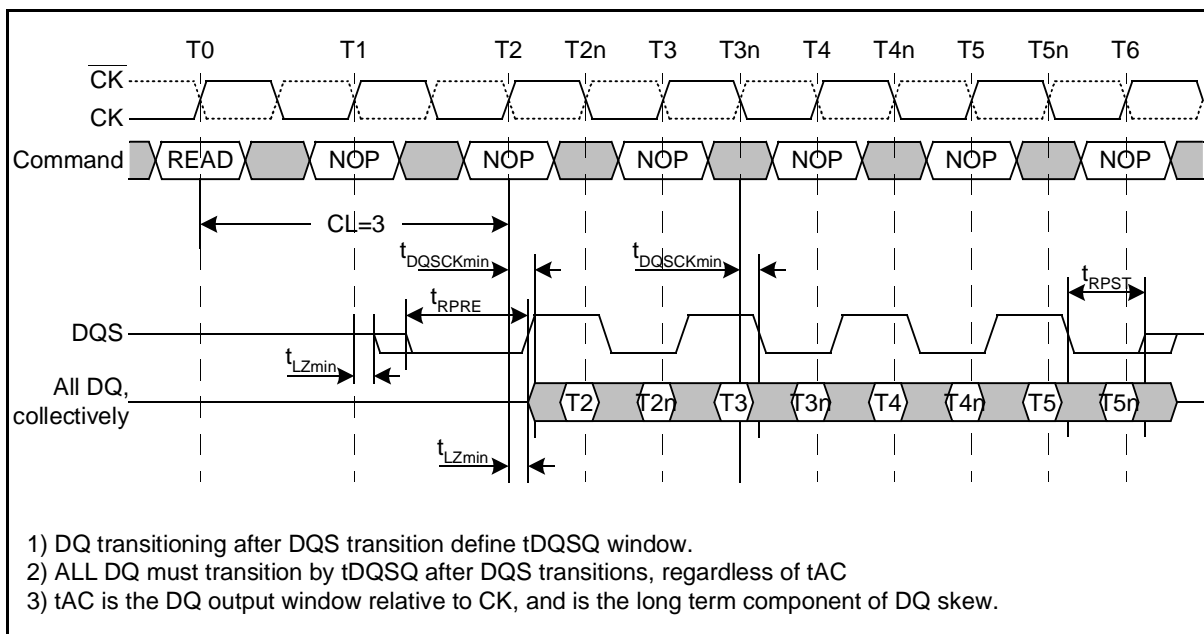 T0 T1 T2 T2n T3 T3n T4 T4n T5 T5n T6
CK
CK
Command READ NOP NOP NOP NOP NOP NOP
CL=3
tDQSCKmin tDQSCKmin
tRPRE tRPST
DQS
tLZmin
All DQ,
collectively
T2 T2n T3 T3n T4 T4n T5 T5n
tLZmin
1) DQ transitioning after DQS transition define tDQSQ window.
2) ALL DQ must transition by tDQSQ after DQS transitions, regardless of tAC
3) tAC is the DQ output window relative to CK, and is the long term component of DQ skew.